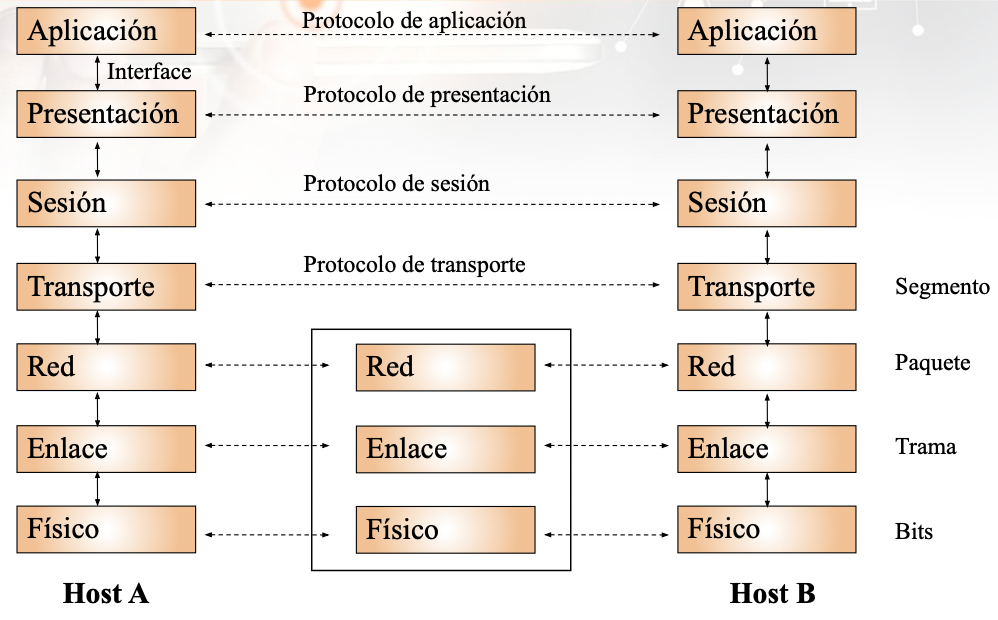 Aplicación
Protocolo de aplicación
Aplicación
Interface
Presentación
Protocolo de presentación
Presentación
Sesión
Protocolo de sesión
Sesión
Transporte
Protocolo de transporte
Transporte
Segmento
Red
Red
Red
Paquete
Enlace
Enlace
Enlace
Trama
Físico
Físico
Físico
Bits
Host A
Host B